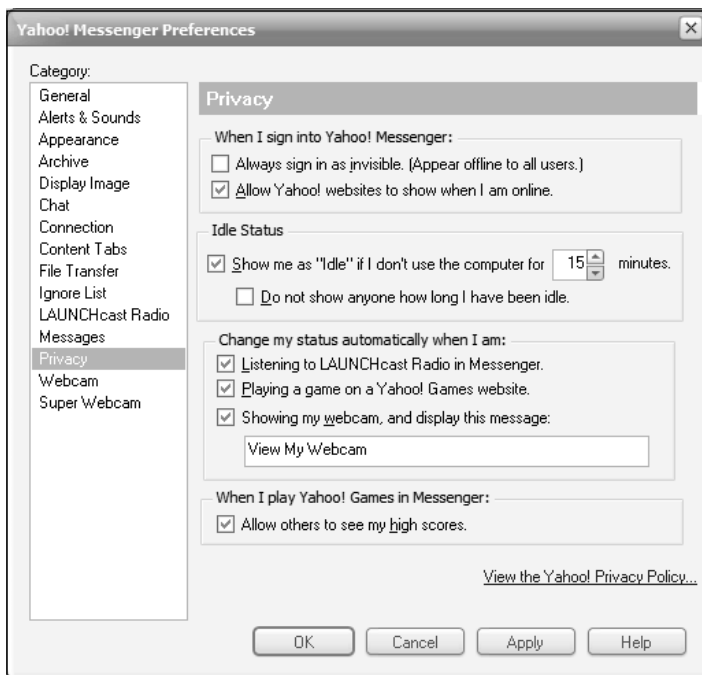 Yahoo! Messenger Preferences
Category:
General
Alerts & Sounds
Appearance
Archive
Display Image
Chat
Connection
Content Tabs
File Transfer
Ignore List
LAUNCHcast Radio
Messages
Privacy
Webcam
Super Webcam
Privacy
When I sign into Yahoo! Messenger:
Always sign in as invisible. (Appear offline to all users.)
Allow Yahoo! websites to show when I am online.
Idle Status
Show me as "Idle" if I don't use the computer for 15 minutes.
Do not show anyone how long I have been idle.
Change my status automatically when I am:
Listening to LAUNCHcast Radio in Messenger.
Playing a game on a Yahoo! Games website.
Showing my webcam, and display this message:
View My Webcam
When I play Yahoo! Games in Messenger:
Allow others to see my high scores.
View the Yahoo! Privacy Policy...
OK Cancel Apply Help